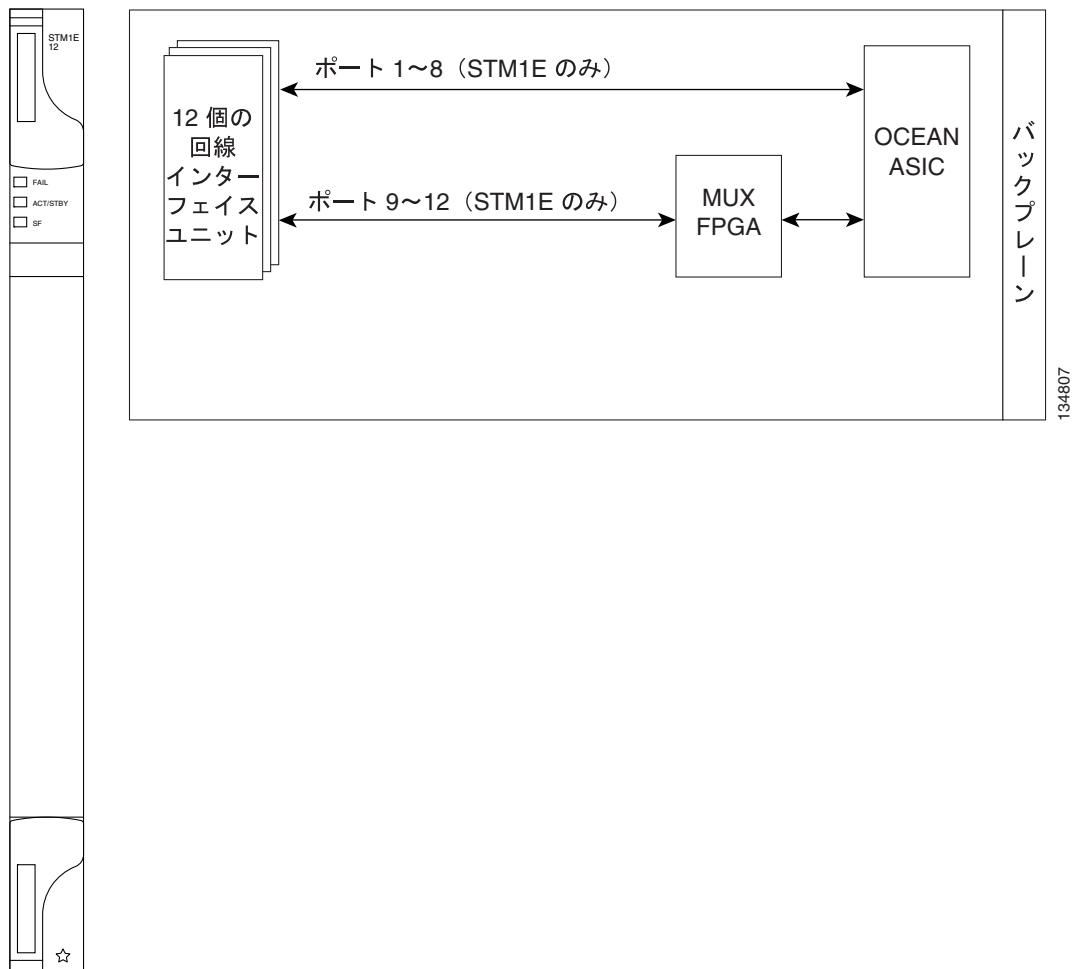 STM1E
12
FAIL
ACT/STBY
SF
ポート 1～8（STM1E のみ）
12 個の
回線
インター
フェイス
ユニット
ポート 9～12（STM1E のみ）
MUX
FPGA
OCEAN
ASIC
バックプレーン
134807